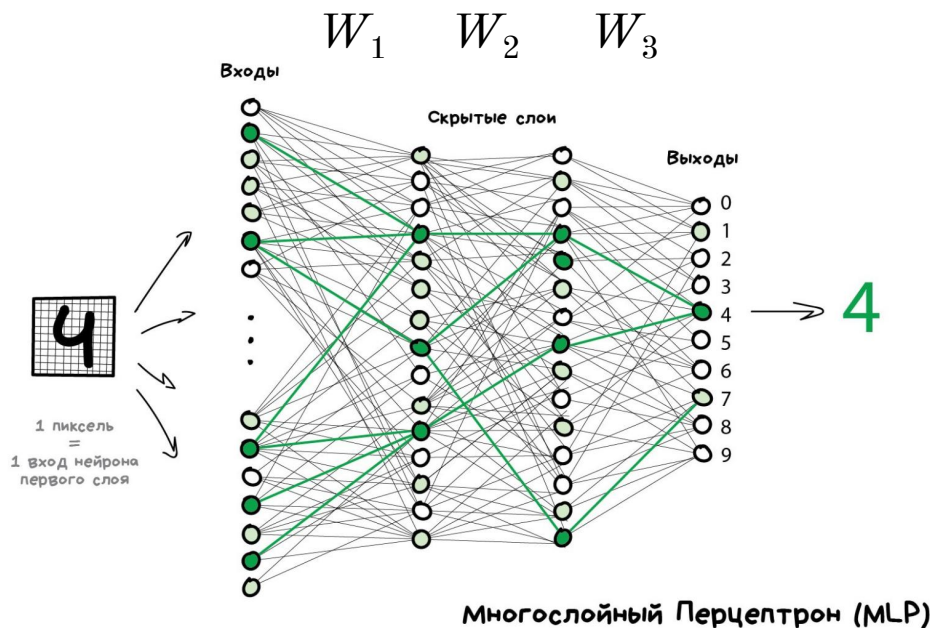 W₁ W₂ W₃
Входы
Скрытые слои
Выходы
0
1
2
3
4
5
6
7
8
9
4
4
1 пиксель
=
1 вход нейрона
первого слоя
Многослойный Перцептрон (MLP)